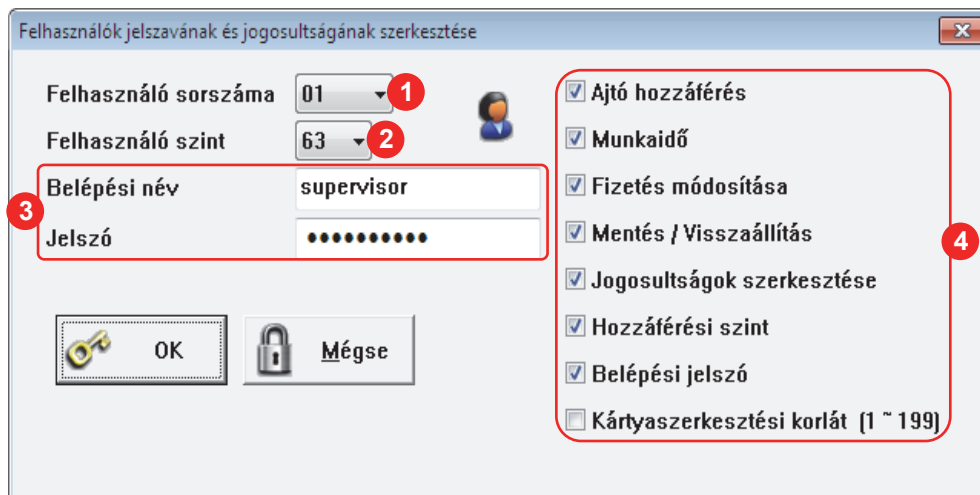 Felhasználók jelszavának és jogosultságának szerkesztése
Felhasználó sorszáma 01 1
Felhasználó szint 63 2
3
Belépési név supervisor
Jelszó ●●●●●●●●●●
OK
Mégse
Ajtó hozzáférés
Munkaidő
Fizetés módosítása
Mentés / Visszaállítás
4
Jogosultságok szerkesztése
Hozzáférési szint
Belépési jelszó
Kártyaszerkesztési korlát (1 ~ 199)